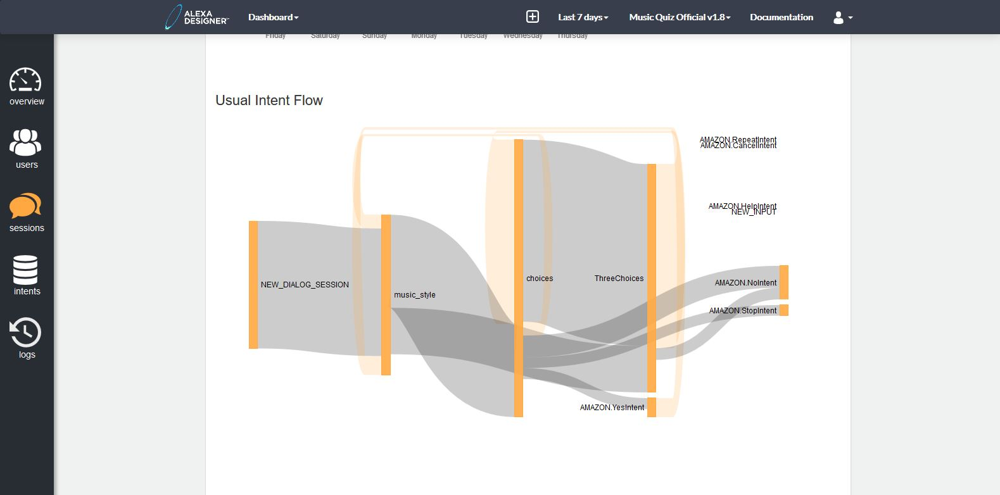 ALEXA
DESIGNER
Dashboard
Last 7 days
Music Quiz Official v1.8
Documentation
Friday
Saturday
Sunday
Monday
Tuesday
Wednesday
Thursday
overview
users
sessions
intents
logs
Usual Intent Flow
AMAZON.RepeatIntent
AMAZON.CancelIntent
AMAZON.HelpIntent
NEW_INPUT
NEW_DIALOG_SESSION
music_style
choices
ThreeChoices
AMAZON.NoIntent
AMAZON.StopIntent
AMAZON.YesIntent